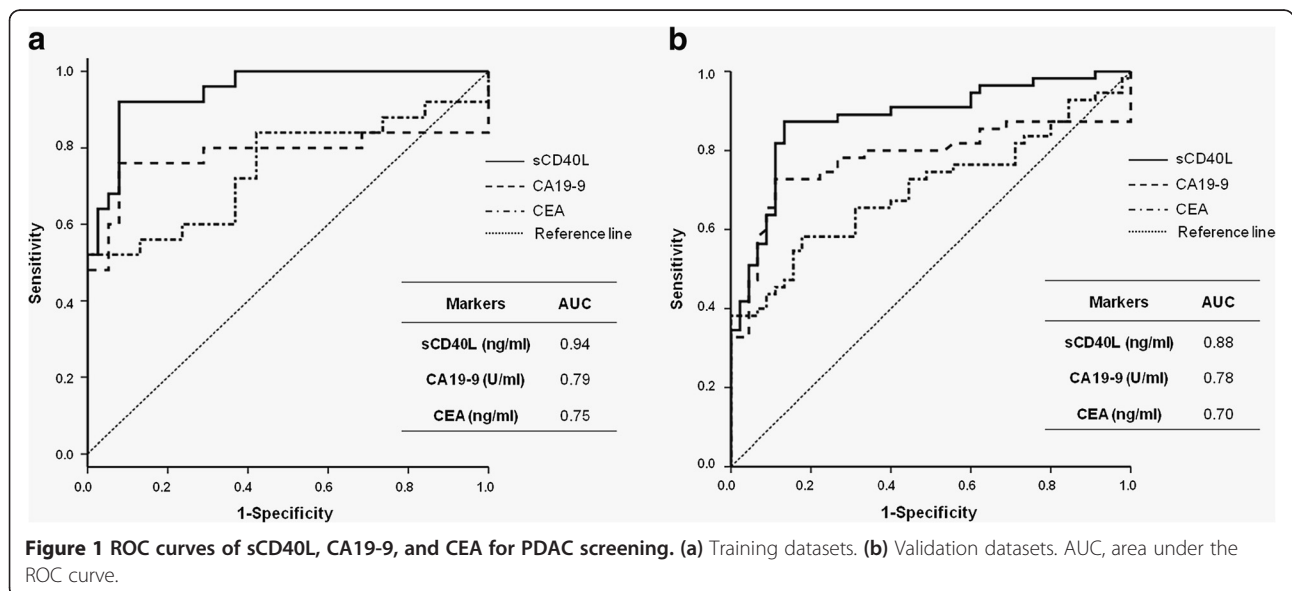 a
1.0
0.8
0.6
0.4
0.2
0.0
Sensitivity
0.0 0.2 0.4 0.6 0.8 1.0
1-Specificity
sCD40L
CA19-9
CEA
Reference line
Markers AUC
sCD40L (ng/ml) 0.94
CA19-9 (U/ml) 0.79
CEA (ng/ml) 0.75
b
1.0
0.8
0.6
0.4
0.2
0.0
Sensitivity
0.0 0.2 0.4 0.6 0.8 1.0
1-Specificity
sCD40L
CA19-9
CEA
Reference line
Markers AUC
sCD40L (ng/ml) 0.88
CA19-9 (U/ml) 0.78
CEA (ng/ml) 0.70
Figure 1 ROC curves of sCD40L, CA19-9, and CEA for PDAC screening. (a) Training datasets. (b) Validation datasets. AUC, area under the
ROC curve.